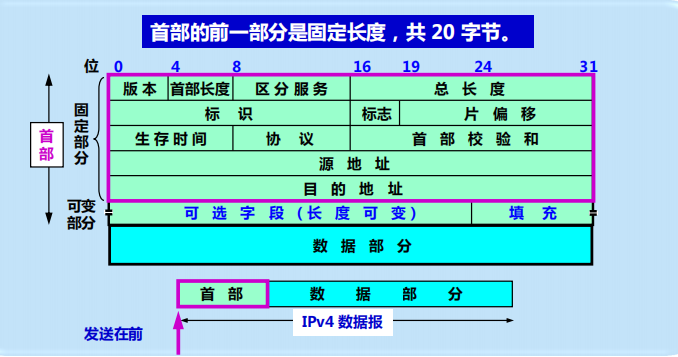 首部的前一部分是固定长度，共 20 字节。
位 0 4 8 16 19 24 31
版本 首部长度 区分服务 总长度
标识 标志 片偏移
生存时间 协议 首部校验和
源地址
目的地址
可选字段（长度可变） 填充
数据部分
首部
固定部分
可变部分
首部 数据部分
IPv4 数据报
发送在前